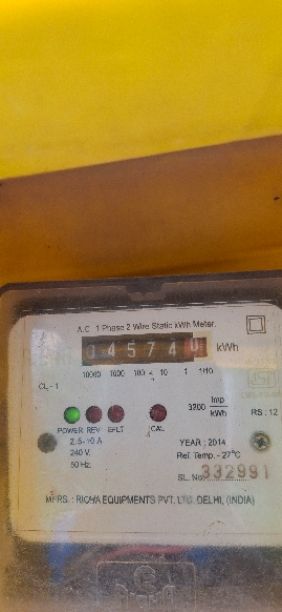 A.C. 1 Phase 2 Wire Static kWh Meter.
0 4 5 7 4 0 kWh
10000 1000 100 10 1 1/10
CL - 1
3200 Imp
kWh
POWER REV EFLT CAL
RS : 12
2.5-10 A
240 V.
50 Hz.
YEAR : 2014
Ref. Temp. - 27°C
SL. No. 332991
MFRS. : RICHA EQUIPMENTS PVT. LTD. DELHI, (INDIA)